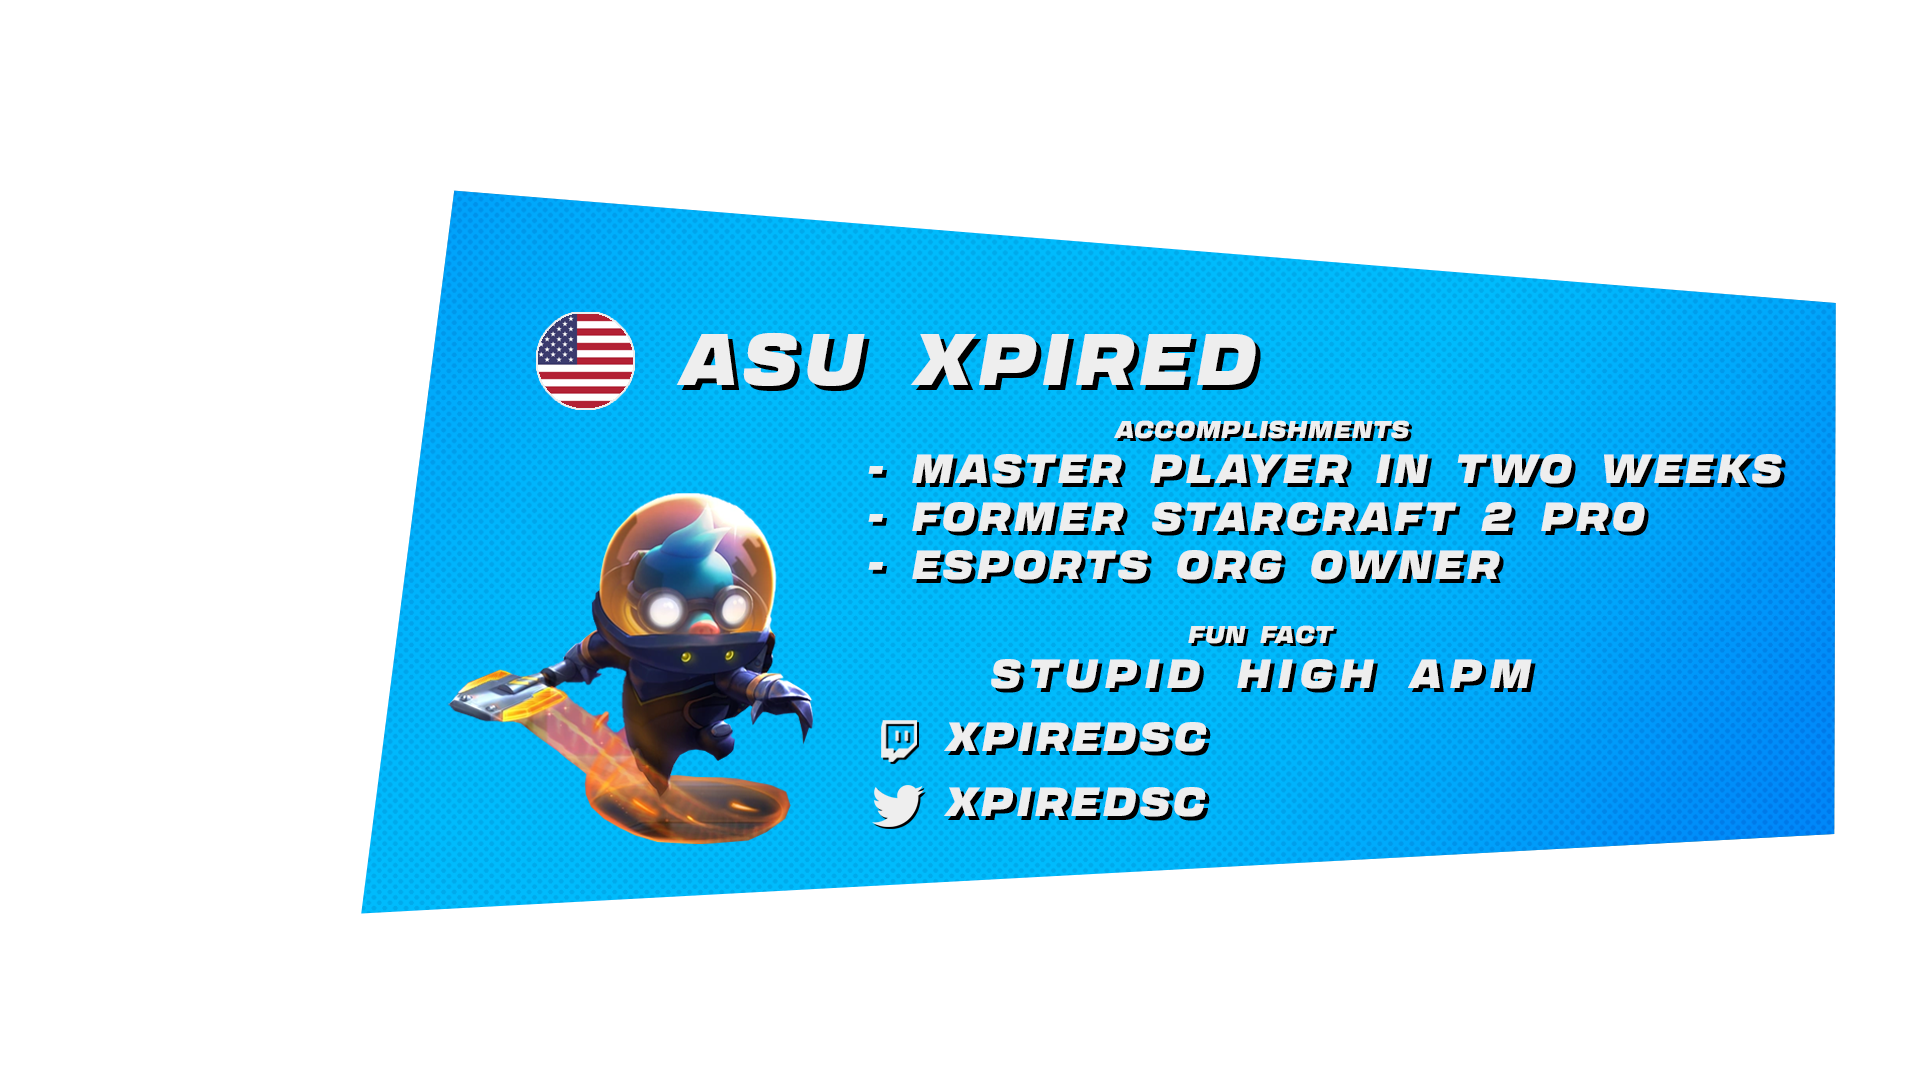 ASU XPIRED
ACCOMPLISHMENTS
- MASTER PLAYER IN TWO WEEKS
- FORMER STARCRAFT 2 PRO
- ESPORTS ORG OWNER
FUN FACT
STUPID HIGH APM
XPIREDSC
XPIREDSC